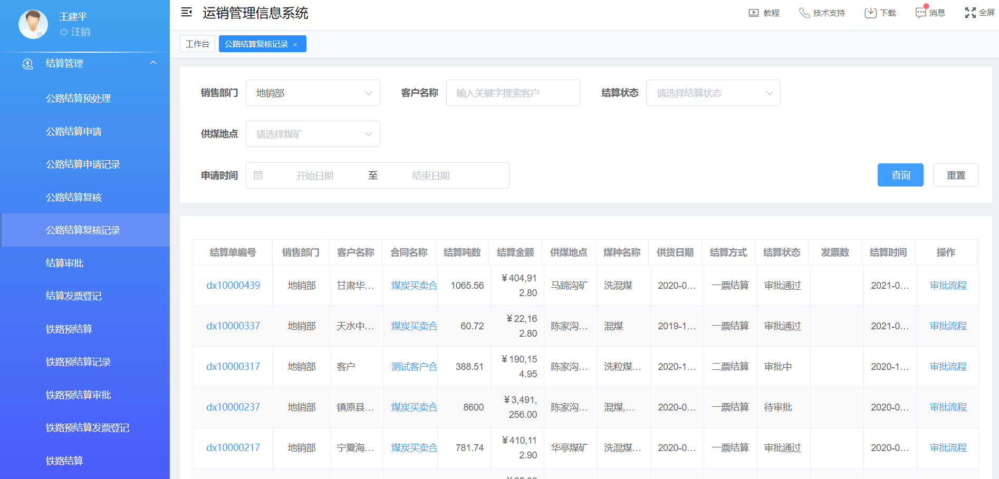 王建平
注销
结算管理
公路结算预处理
公路结算申请
公路结算申请记录
公路结算复核
公路结算复核记录
结算审批
结算发票登记
铁路预结算
铁路预结算记录
铁路预结算审批
铁路预结算发票登记
铁路结算
运销管理信息系统
教程 技术支持 下载 消息 全屏
工作台 公路结算复核记录 ×
销售部门 地销部 客户名称 输入关键字搜索客户 结算状态 请选择结算状态
供煤地点 请选择煤矿
申请时间 开始日期 至 结束日期 查询 重置
结算单编号 销售部门 客户名称 合同名称 结算吨数 结算金额 供煤地点 煤种名称 供货日期 结算方式 结算状态 发票数 结算时间 操作
dx10000439 地销部 甘肃华... 煤炭买卖合 1065.56 ¥404,912.80 马蹄沟矿 洗混煤 2020-0... 一票结算 审批通过 2021-0... 审批流程
dx10000337 地销部 天水中... 煤炭买卖合 60.72 ¥22,162.80 陈家沟... 混煤 2019-1... 一票结算 审批通过 2021-0... 审批流程
dx10000317 地销部 客户 测试客户合 388.51 ¥190,154.95 陈家沟... 洗粒煤... 2020-1... 二票结算 审批中 2020-1... 审批流程
dx10000237 地销部 镇原县... 煤炭买卖合 8600 ¥3,491,256.00 陈家沟... 混煤,... 2020-0... 一票结算 待审批 2020-0... 审批流程
dx10000217 地销部 宁夏海... 煤炭买卖合 781.74 ¥410,112.90 华亭煤矿 洗混煤... 2020-0... 一票结算 审批通过 2020-0... 审批流程